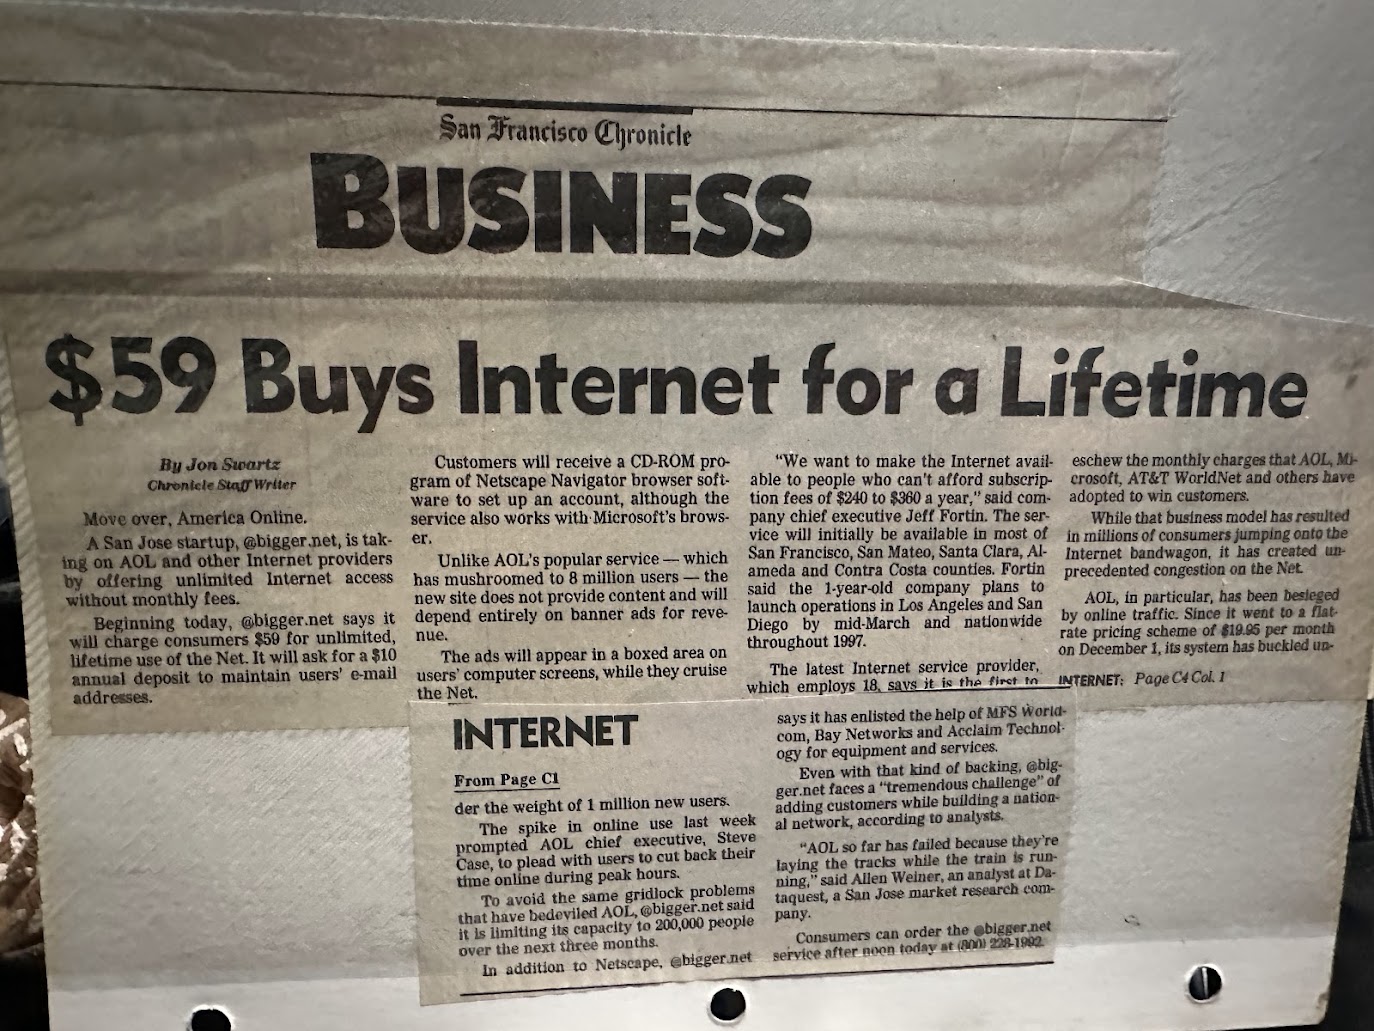 San Francisco Chronicle
BUSINESS
$59 Buys Internet for a Lifetime
By Jon Swartz
Chronicle Staff Writer
Move over, America Online.
A San Jose startup, @bigger.net, is tak-
ing on AOL and other Internet providers
by offering unlimited Internet access
without monthly fees.
Beginning today, @bigger.net says it
will charge consumers $59 for unlimited,
lifetime use of the Net. It will ask for a $10
annual deposit to maintain users' e-mail
addresses.
Customers will receive a CD-ROM pro-
gram of Netscape Navigator browser soft-
ware to set up an account, although the
service also works with Microsoft's brows-
er.
Unlike AOL's popular service — which
has mushroomed to 8 million users — the
new site does not provide content and will
depend entirely on banner ads for reve-
nue.
The ads will appear in a boxed area on
users' computer screens, while they cruise
the Net.
"We want to make the Internet avail-
able to people who can't afford subscrip-
tion fees of $240 to $360 a year," said com-
pany chief executive Jeff Fortin. The ser-
vice will initially be available in most of
San Francisco, San Mateo, Santa Clara, Al-
ameda and Contra Costa counties. Fortin
said the 1-year-old company plans to
launch operations in Los Angeles and San
Diego by mid-March and nationwide
throughout 1997.
The latest Internet service provider,
which employs 18, says it is the first to
eschew the monthly charges that AOL, Mi-
crosoft, AT&T WorldNet and others have
adopted to win customers.
While that business model has resulted
in millions of consumers jumping onto the
Internet bandwagon, it has created un-
precedented congestion on the Net.
AOL, in particular, has been besieged
by online traffic. Since it went to a flat-
rate pricing scheme of $19.95 per month
on December 1, its system has buckled un-
INTERNET: Page C4 Col. 1
INTERNET
From Page C1
der the weight of 1 million new users.
The spike in online use last week
prompted AOL chief executive, Steve
Case, to plead with users to cut back their
time online during peak hours.
To avoid the same gridlock problems
that have bedeviled AOL, @bigger.net said
it is limiting its capacity to 200,000 people
over the next three months.
In addition to Netscape, @bigger.net
says it has enlisted the help of MFS World-
com, Bay Networks and Acclaim Technol-
ogy for equipment and services.
Even with that kind of backing, @big-
ger.net faces a "tremendous challenge" of
adding customers while building a nation-
al network, according to analysts.
"AOL so far has failed because they're
laying the tracks while the train is run-
ning," said Allen Weiner, an analyst at Da-
taquest, a San Jose market research com-
pany.
Consumers can order the @bigger.net
service after noon today at (800) 228-1992.